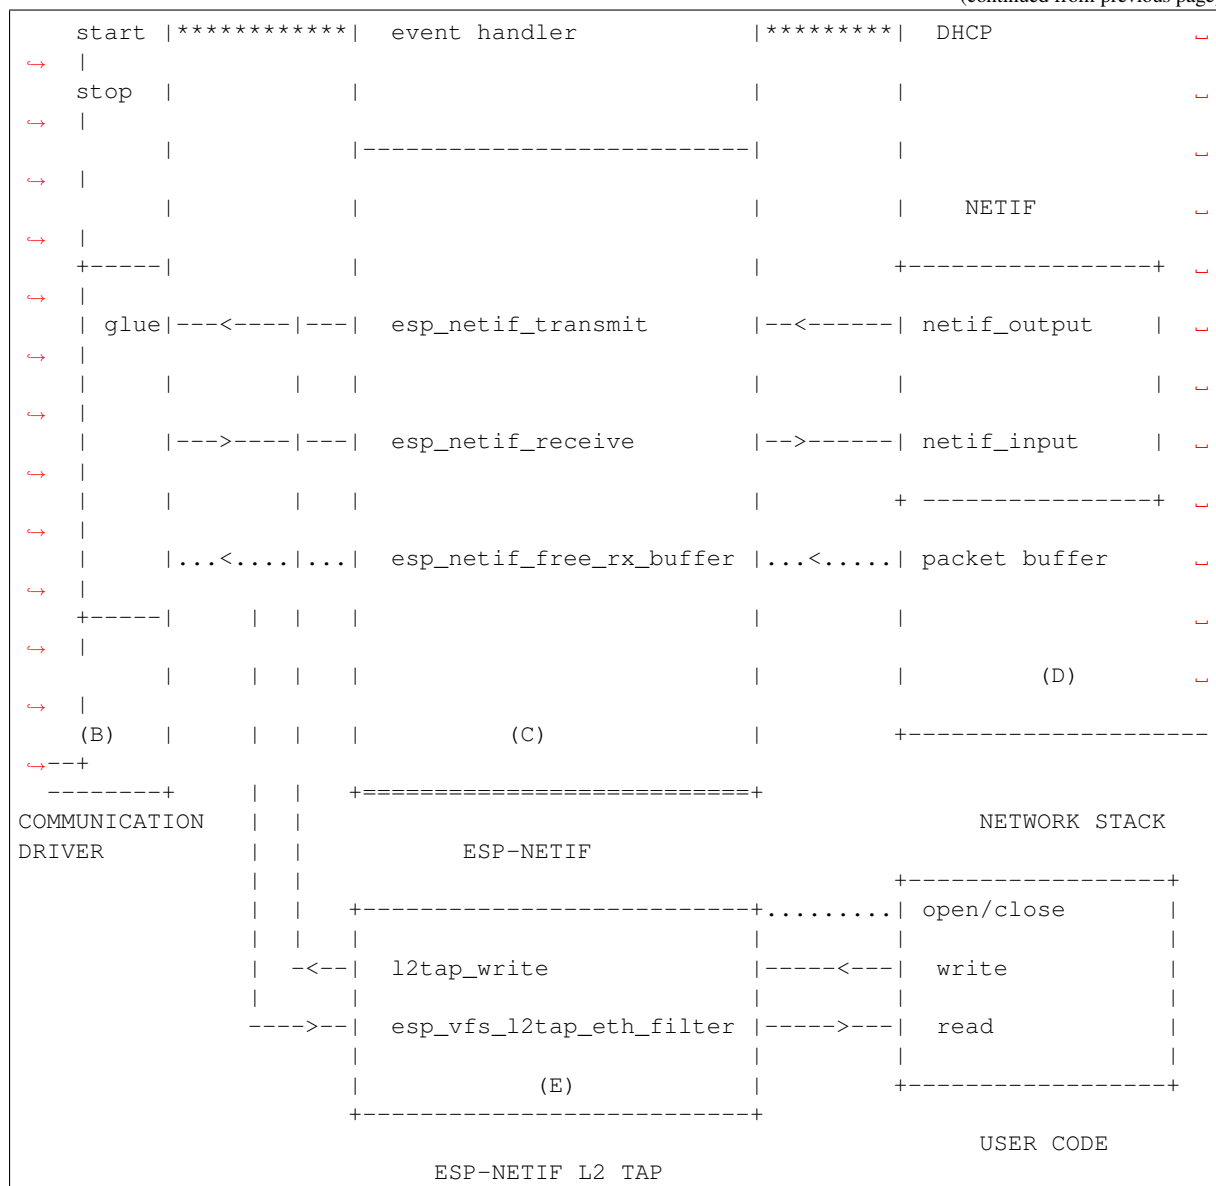 (continued from previous page)
    start |************|  event handler            |*********|  DHCP            ␣
↪   |
    stop  |            |                           |         |                    ␣
↪   |
          |            |---------------------------|         |                    ␣
↪   |
          |            |                           |         |    NETIF           ␣
↪   |
    +-----|            |                           |         +-----------------+  ␣
↪   |
    | glue|---<----|---|  esp_netif_transmit       |--<------| netif_output    |  ␣
↪   |
    |     |        |   |                           |         |                 |  ␣
↪   |
    |     |--->----|---|  esp_netif_receive        |-->------| netif_input     |  ␣
↪   |
    |     |        |   |                           |         + ----------------+  ␣
↪   |
    |     |...<....|...|  esp_netif_free_rx_buffer |...<.....| packet buffer      ␣
↪   |
    +-----|     |  |   |                           |         |                    ␣
↪   |
          |     |  |   |                           |         |         (D)        ␣
↪   |
    (B)   |     |  |   |          (C)              |         +---------------------
↪--+
  --------+     |  |   +===========================+
COMMUNICATION   |  |                                               NETWORK STACK
DRIVER          |  |           ESP-NETIF
                |  |                                         +------------------+
                |  |   +---------------------------+.........| open/close       |
                |  |   |                           |         |                  |
                |  -<--|  l2tap_write              |-----<---|  write           |
                |      |                           |         |                  |
                ---->--|  esp_vfs_l2tap_eth_filter |----->---|  read            |
                       |                           |         |                  |
                       |            (E)            |         +------------------+
                       +---------------------------+
                                                                   USER CODE
                             ESP-NETIF L2 TAP